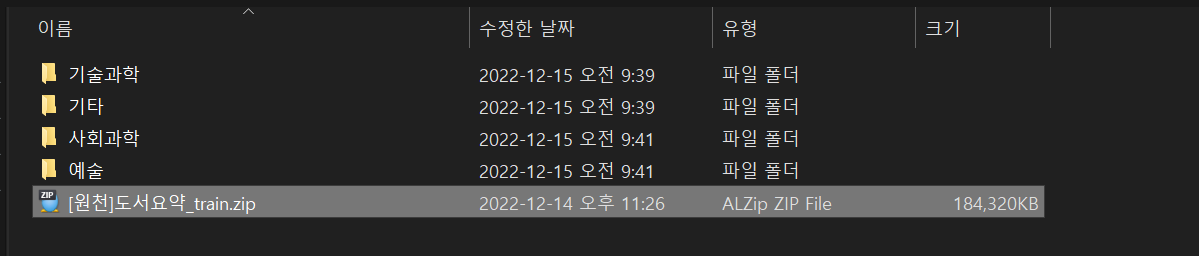 이름 수정한 날짜 유형 크기
기술과학 2022-12-15 오전 9:39 파일 폴더
기타 2022-12-15 오전 9:39 파일 폴더
사회과학 2022-12-15 오전 9:41 파일 폴더
예술 2022-12-15 오전 9:41 파일 폴더
ZIP [원천]도서요약_train.zip 2022-12-14 오후 11:26 ALZip ZIP File 184,320KB